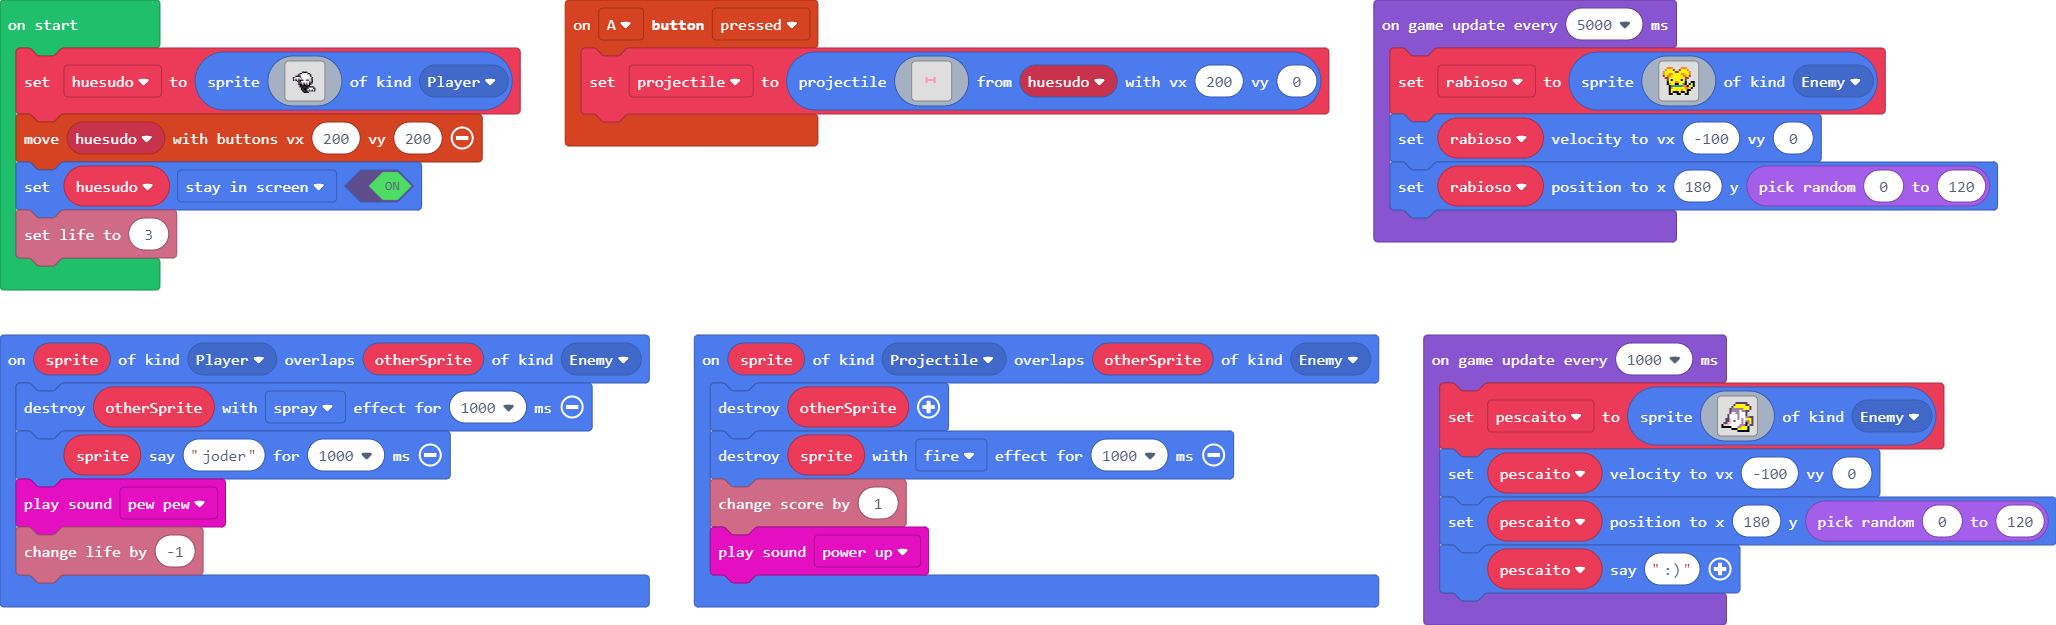 on start
set huesudo to sprite of kind Player
move huesudo with buttons vx 200 vy 200
set huesudo stay in screen ON
set life to 3
on A button pressed
set projectile to projectile from huesudo with vx 200 vy 0
on game update every 5000 ms
set rabioso to sprite of kind Enemy
set rabioso velocity to vx -100 vy 0
set rabioso position to x 180 y pick random 0 to 120
on sprite of kind Player overlaps otherSprite of kind Enemy
destroy otherSprite with spray effect for 1000 ms
sprite say "joder" for 1000 ms
play sound pew pew
change life by -1
on sprite of kind Projectile overlaps otherSprite of kind Enemy
destroy otherSprite
destroy sprite with fire effect for 1000 ms
change score by 1
play sound power up
on game update every 1000 ms
set pescaito to sprite of kind Enemy
set pescaito velocity to vx -100 vy 0
set pescaito position to x 180 y pick random 0 to 120
pescaito say ":)"